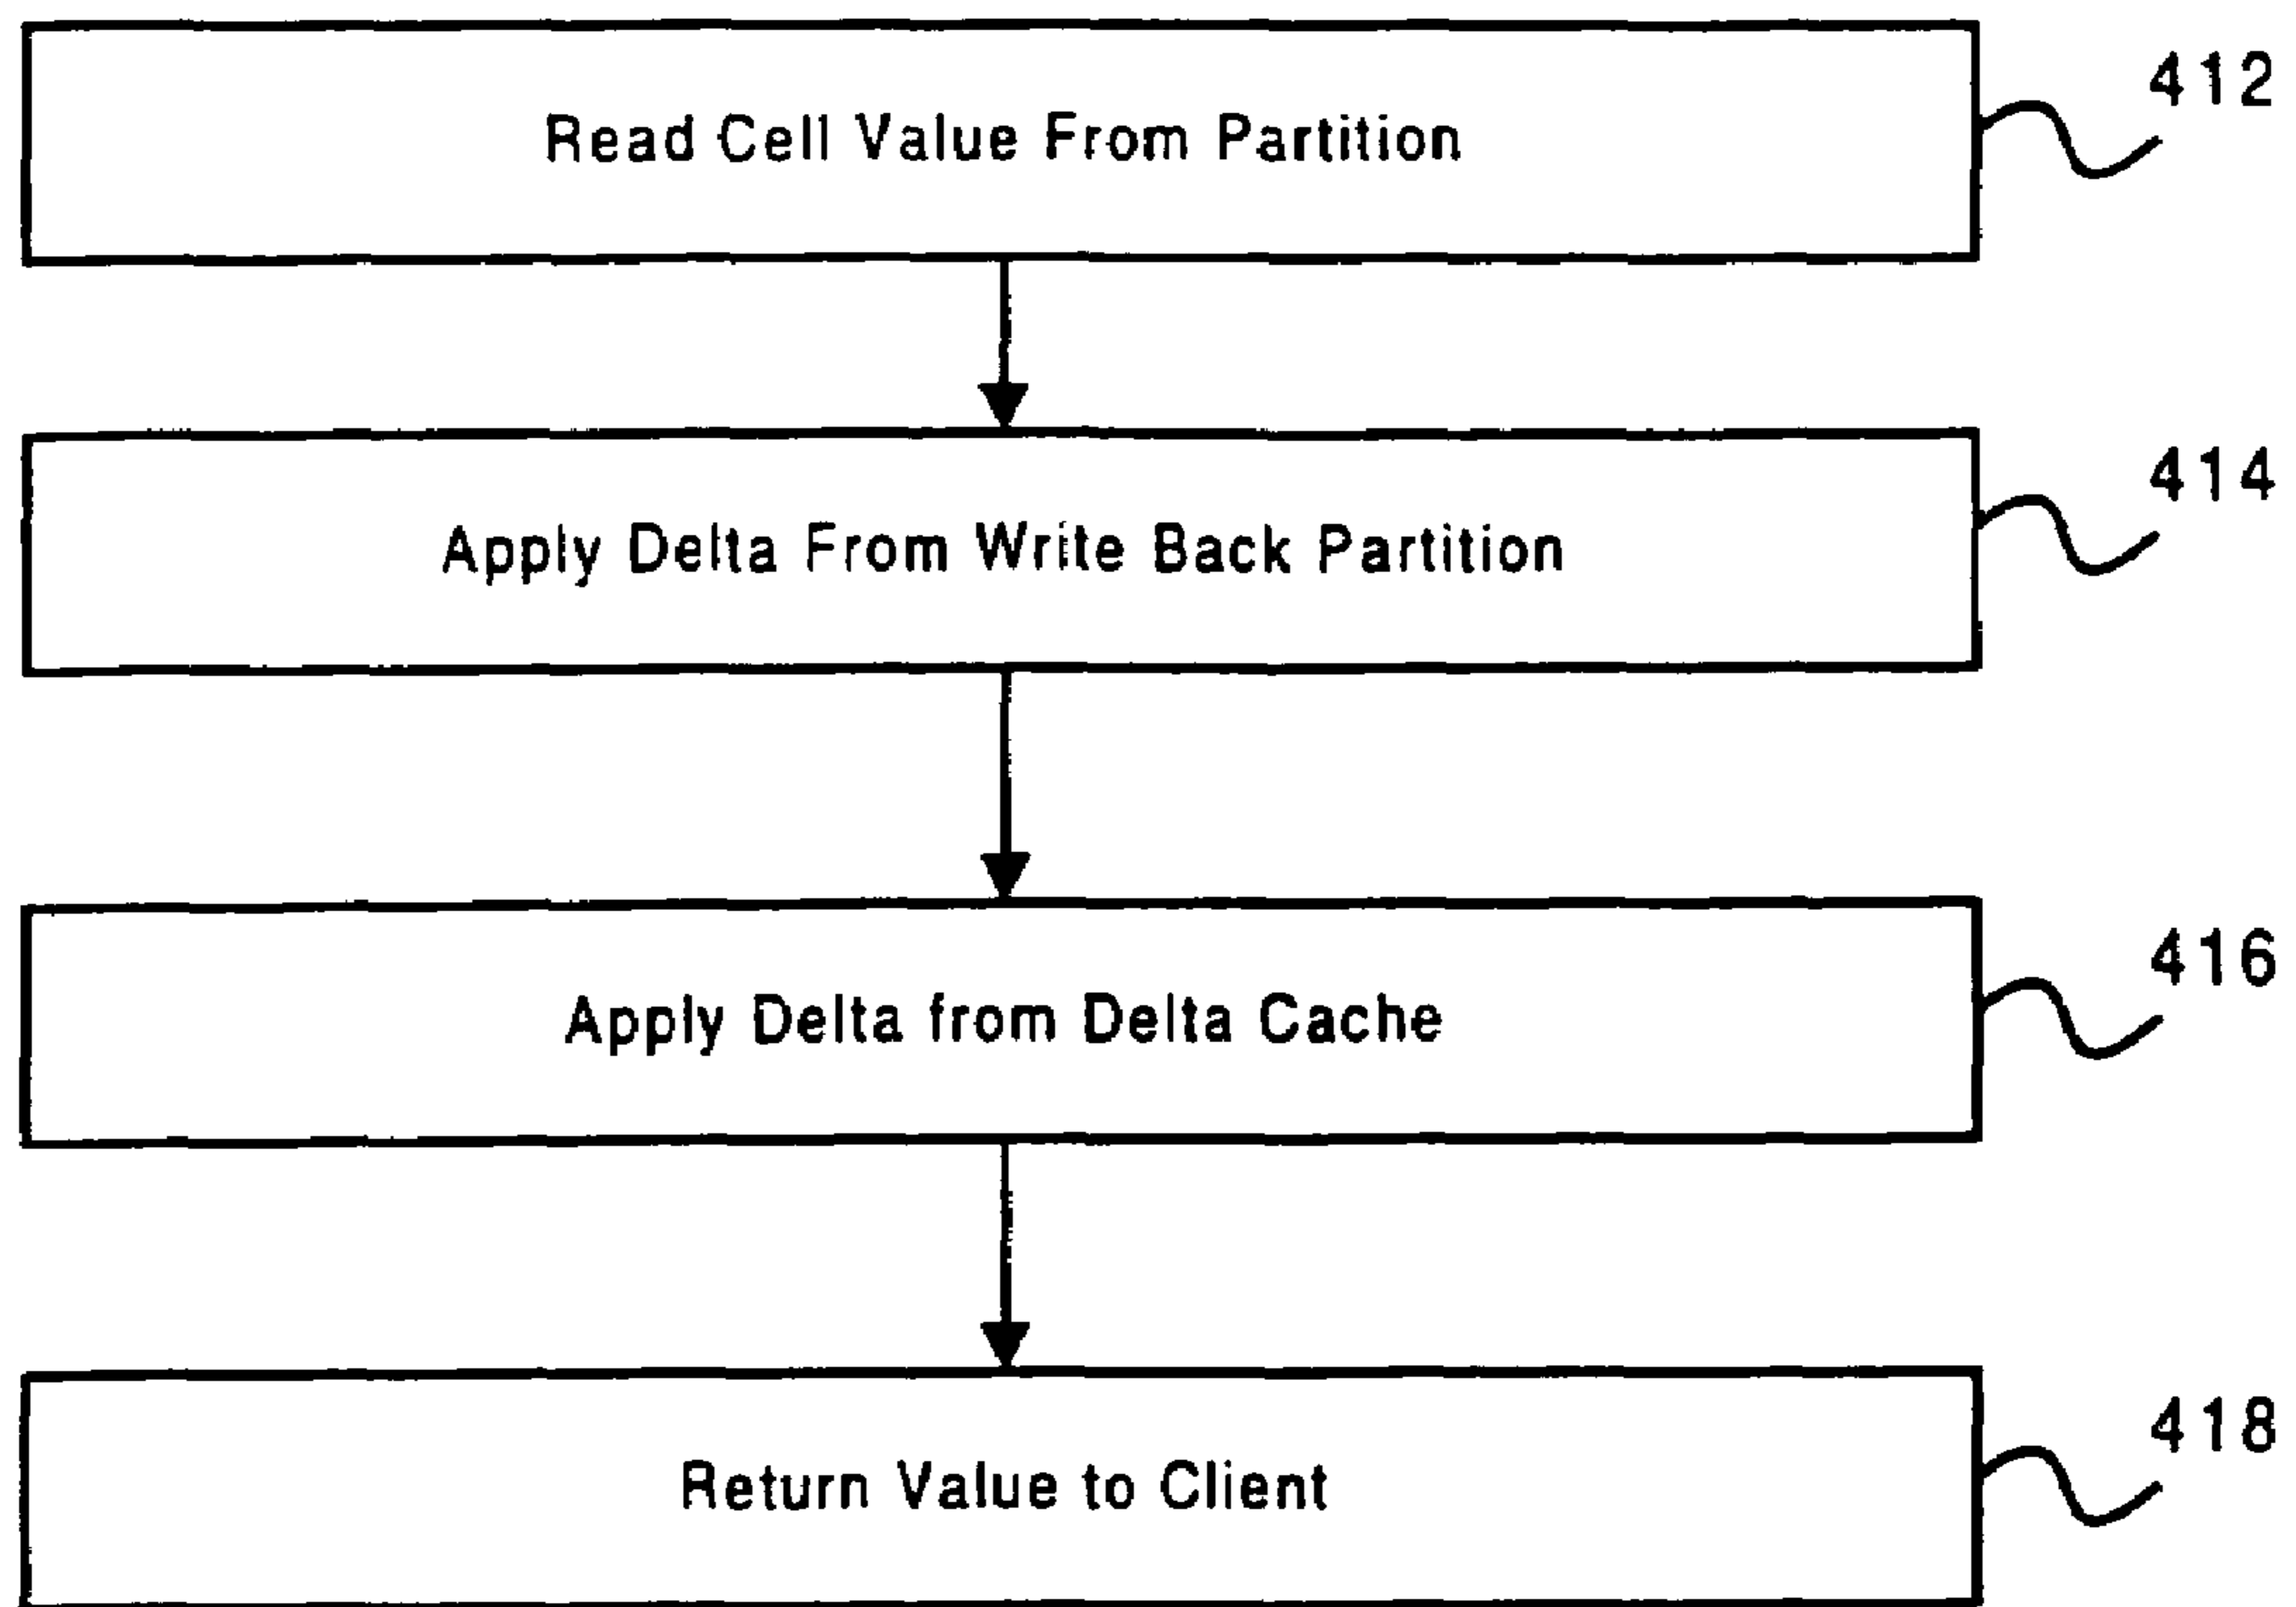 412
Read Cell Value From Partition
414
Apply Delta From Write Back Partition
416
Apply Delta from Delta Cache
418
Return Value to Client